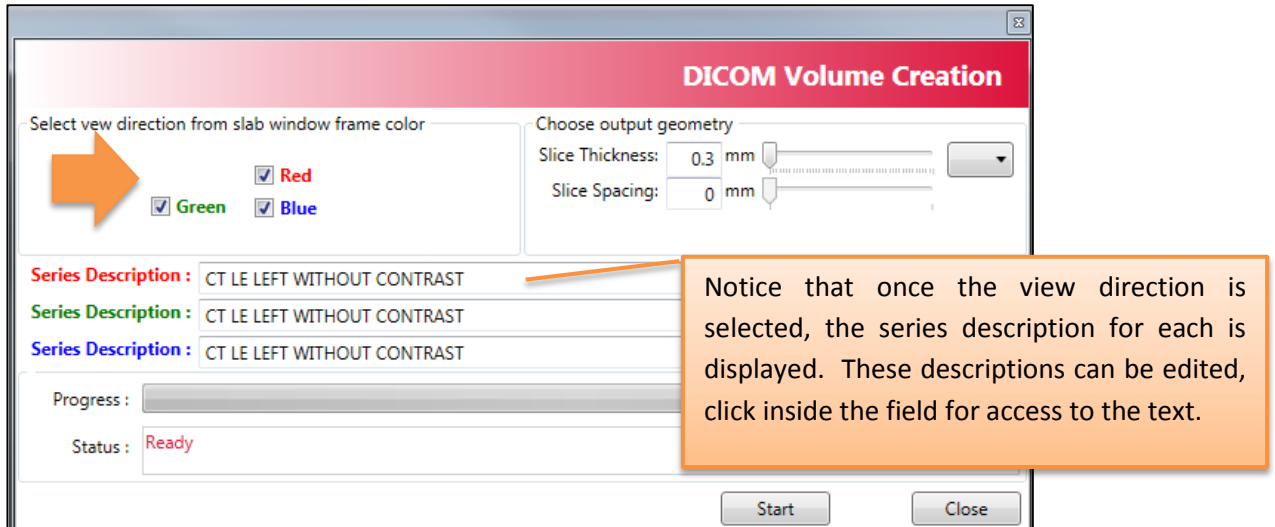 DICOM Volume Creation
Select vew direction from slab window frame color
Red
Green Blue
Choose output geometry
Slice Thickness: 0.3 mm
Slice Spacing: 0 mm
Series Description : CT LE LEFT WITHOUT CONTRAST
Series Description : CT LE LEFT WITHOUT CONTRAST
Series Description : CT LE LEFT WITHOUT CONTRAST
Notice that once the view direction is
selected, the series description for each is
displayed. These descriptions can be edited,
click inside the field for access to the text.
Progress :
Status : Ready
Start Close